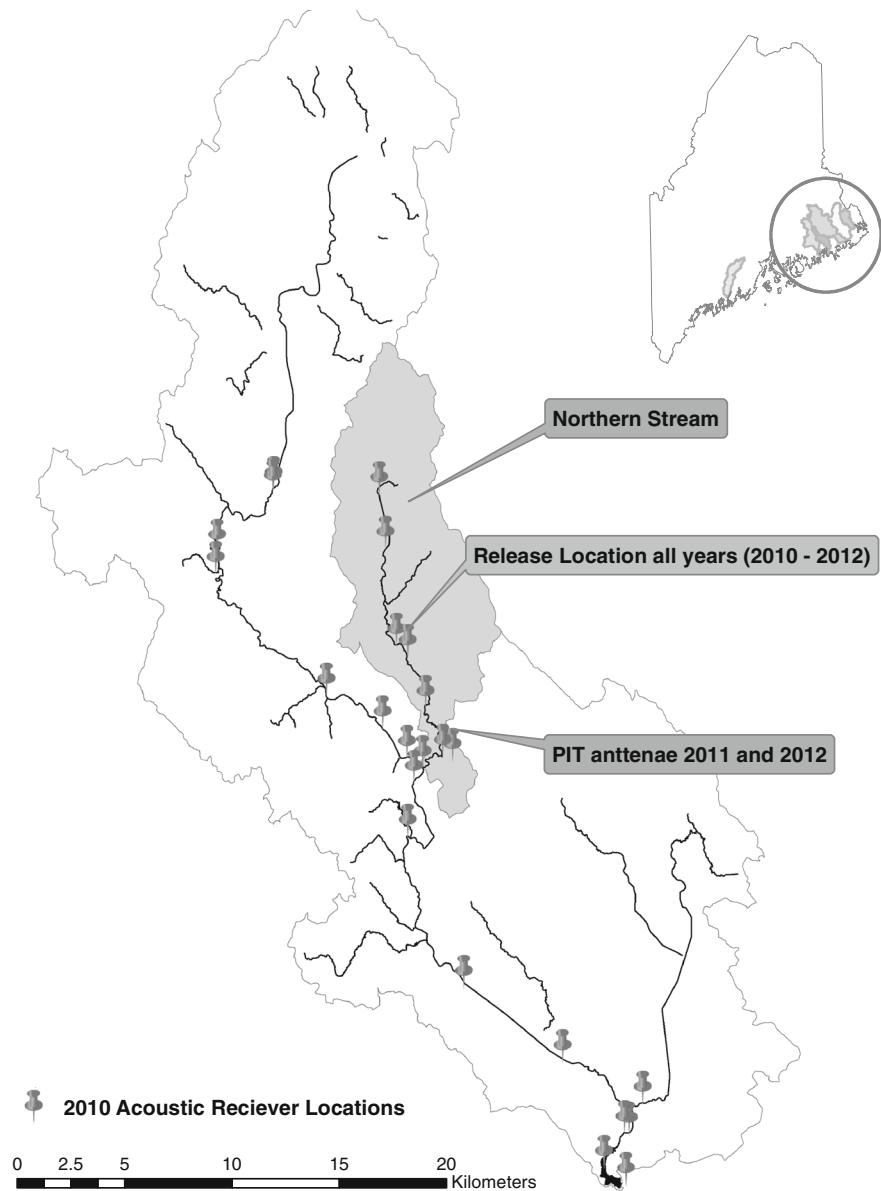 Northern Stream
Release Location all years (2010 - 2012)
PIT anttenae 2011 and 2012
2010 Acoustic Reciever Locations
0 2.5 5 10 15 20
Kilometers